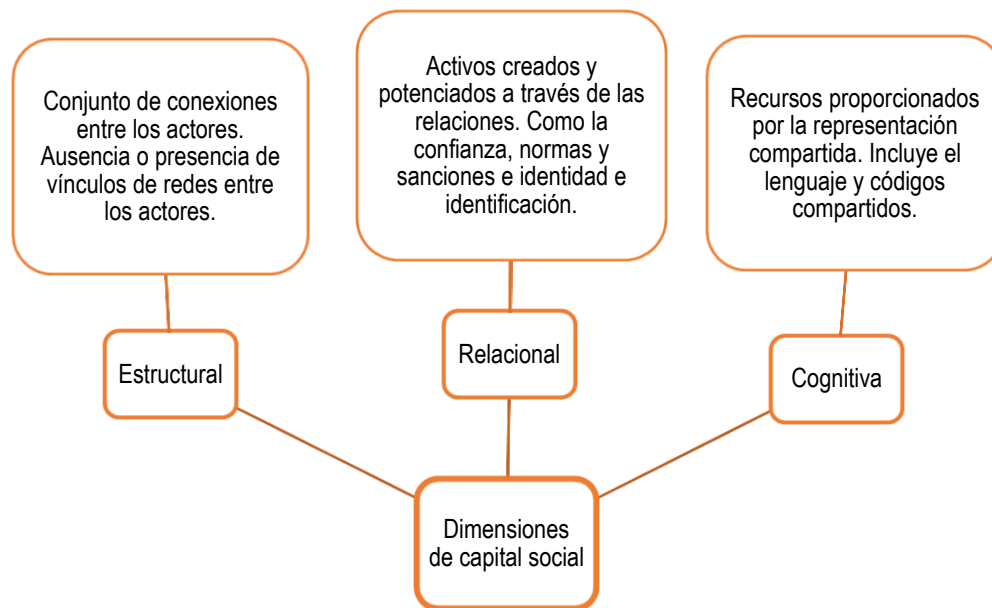 Conjunto de conexiones
entre los actores.
Ausencia o presencia de
vínculos de redes entre
los actores.
Activos creados y
potenciados a través de las
relaciones. Como la
confianza, normas y
sanciones e identidad e
identificación.
Recursos proporcionados
por la representación
compartida. Incluye el
lenguaje y códigos
compartidos.
Estructural
Relacional
Cognitiva
Dimensiones
de capital social